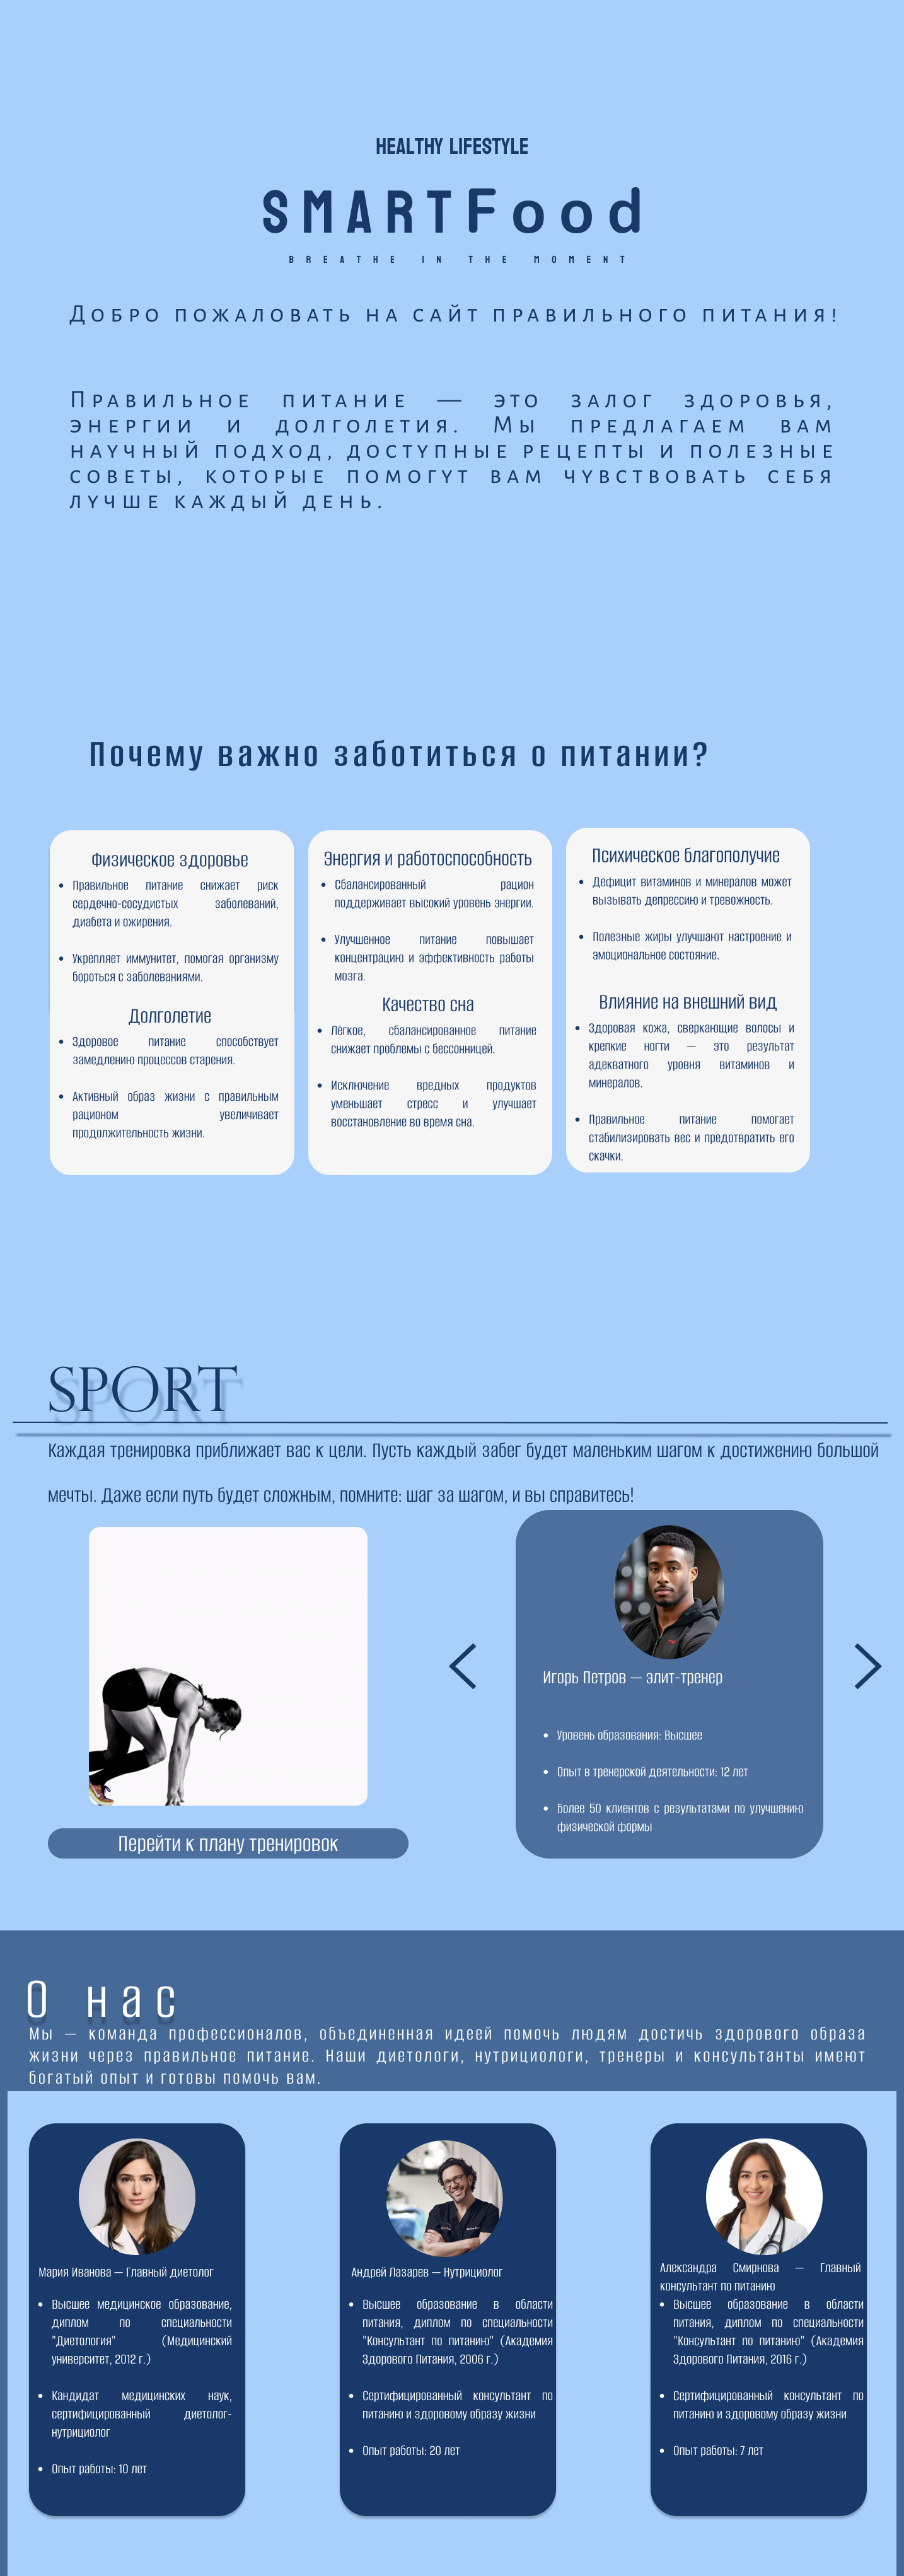 HEALTHY LIFESTYLE
SMARTFood
BREATHE IN THE MOMENT
Добро пожаловать на сайт правильного питания!
Правильное питание — это залог здоровья,
энергии и долголетия. Мы предлагаем вам
научный подход, доступные рецепты и полезные
советы, которые помогут вам чувствовать себя
лучше каждый день.
Почему важно заботиться о питании?
Физическое здоровье
• Правильное питание снижает риск
сердечно-сосудистых заболеваний,
диабета и ожирения.
• Укрепляет иммунитет, помогая организму
бороться с заболеваниями.
Долголетие
• Здоровое питание способствует
замедлению процессов старения.
• Активный образ жизни с правильным
рационом увеличивает
продолжительность жизни.
Энергия и работоспособность
• Сбалансированный рацион
поддерживает высокий уровень энергии.
• Улучшенное питание повышает
концентрацию и эффективность работы
мозга.
Качество сна
• Лёгкое, сбалансированное питание
снижает проблемы с бессонницей.
• Исключение вредных продуктов
уменьшает стресс и улучшает
восстановление во время сна.
Психическое благополучие
• Дефицит витаминов и минералов может
вызывать депрессию и тревожность.
• Полезные жиры улучшают настроение и
эмоциональное состояние.
Влияние на внешний вид
• Здоровая кожа, сверкающие волосы и
крепкие ногти — это результат
адекватного уровня витаминов и
минералов.
• Правильное питание помогает
стабилизировать вес и предотвратить его
скачки.
SPORT
Каждая тренировка приближает вас к цели. Пусть каждый забег будет маленьким шагом к достижению большой
мечты. Даже если путь будет сложным, помните: шаг за шагом, и вы справитесь!
Перейти к плану тренировок
Игорь Петров — элит-тренер
• Уровень образования: Высшее
• Опыт в тренерской деятельности: 12 лет
• Более 50 клиентов с результатами по улучшению
физической формы
О нас
Мы — команда профессионалов, объединенная идеей помочь людям достичь здорового образа
жизни через правильное питание. Наши диетологи, нутрициологи, тренеры и консультанты имеют
богатый опыт и готовы помочь вам.
Мария Иванова — Главный диетолог
• Высшее медицинское образование,
диплом по специальности
"Диетология" (Медицинский
университет, 2012 г.)
• Кандидат медицинских наук,
сертифицированный диетолог-
нутрициолог
• Опыт работы: 10 лет
Андрей Лазарев — Нутрициолог
• Высшее образование в области
питания, диплом по специальности
"Консультант по питанию" (Академия
Здорового Питания, 2006 г.)
• Сертифицированный консультант по
питанию и здоровому образу жизни
• Опыт работы: 20 лет
Александра Смирнова — Главный
консультант по питанию
• Высшее образование в области
питания, диплом по специальности
"Консультант по питанию" (Академия
Здорового Питания, 2016 г.)
• Сертифицированный консультант по
питанию и здоровому образу жизни
• Опыт работы: 7 лет